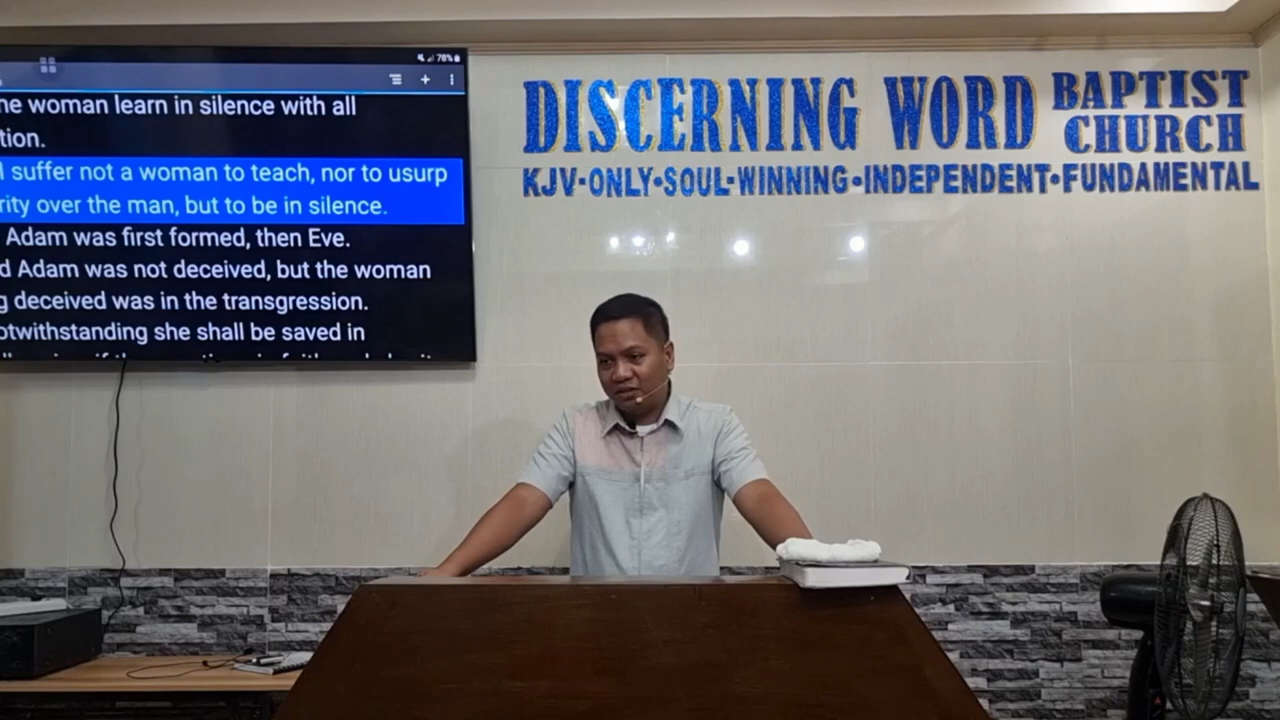 78%
ne woman learn in silence with all
tion.
I suffer not a woman to teach, nor to usurp
rity over the man, but to be in silence.
Adam was first formed, then Eve.
d Adam was not deceived, but the woman
g deceived was in the transgression.
otwithstanding she shall be saved in
DISCERNING WORD BAPTIST CHURCH
KJV-ONLY•SOUL-WINNING•INDEPENDENT•FUNDAMENTAL